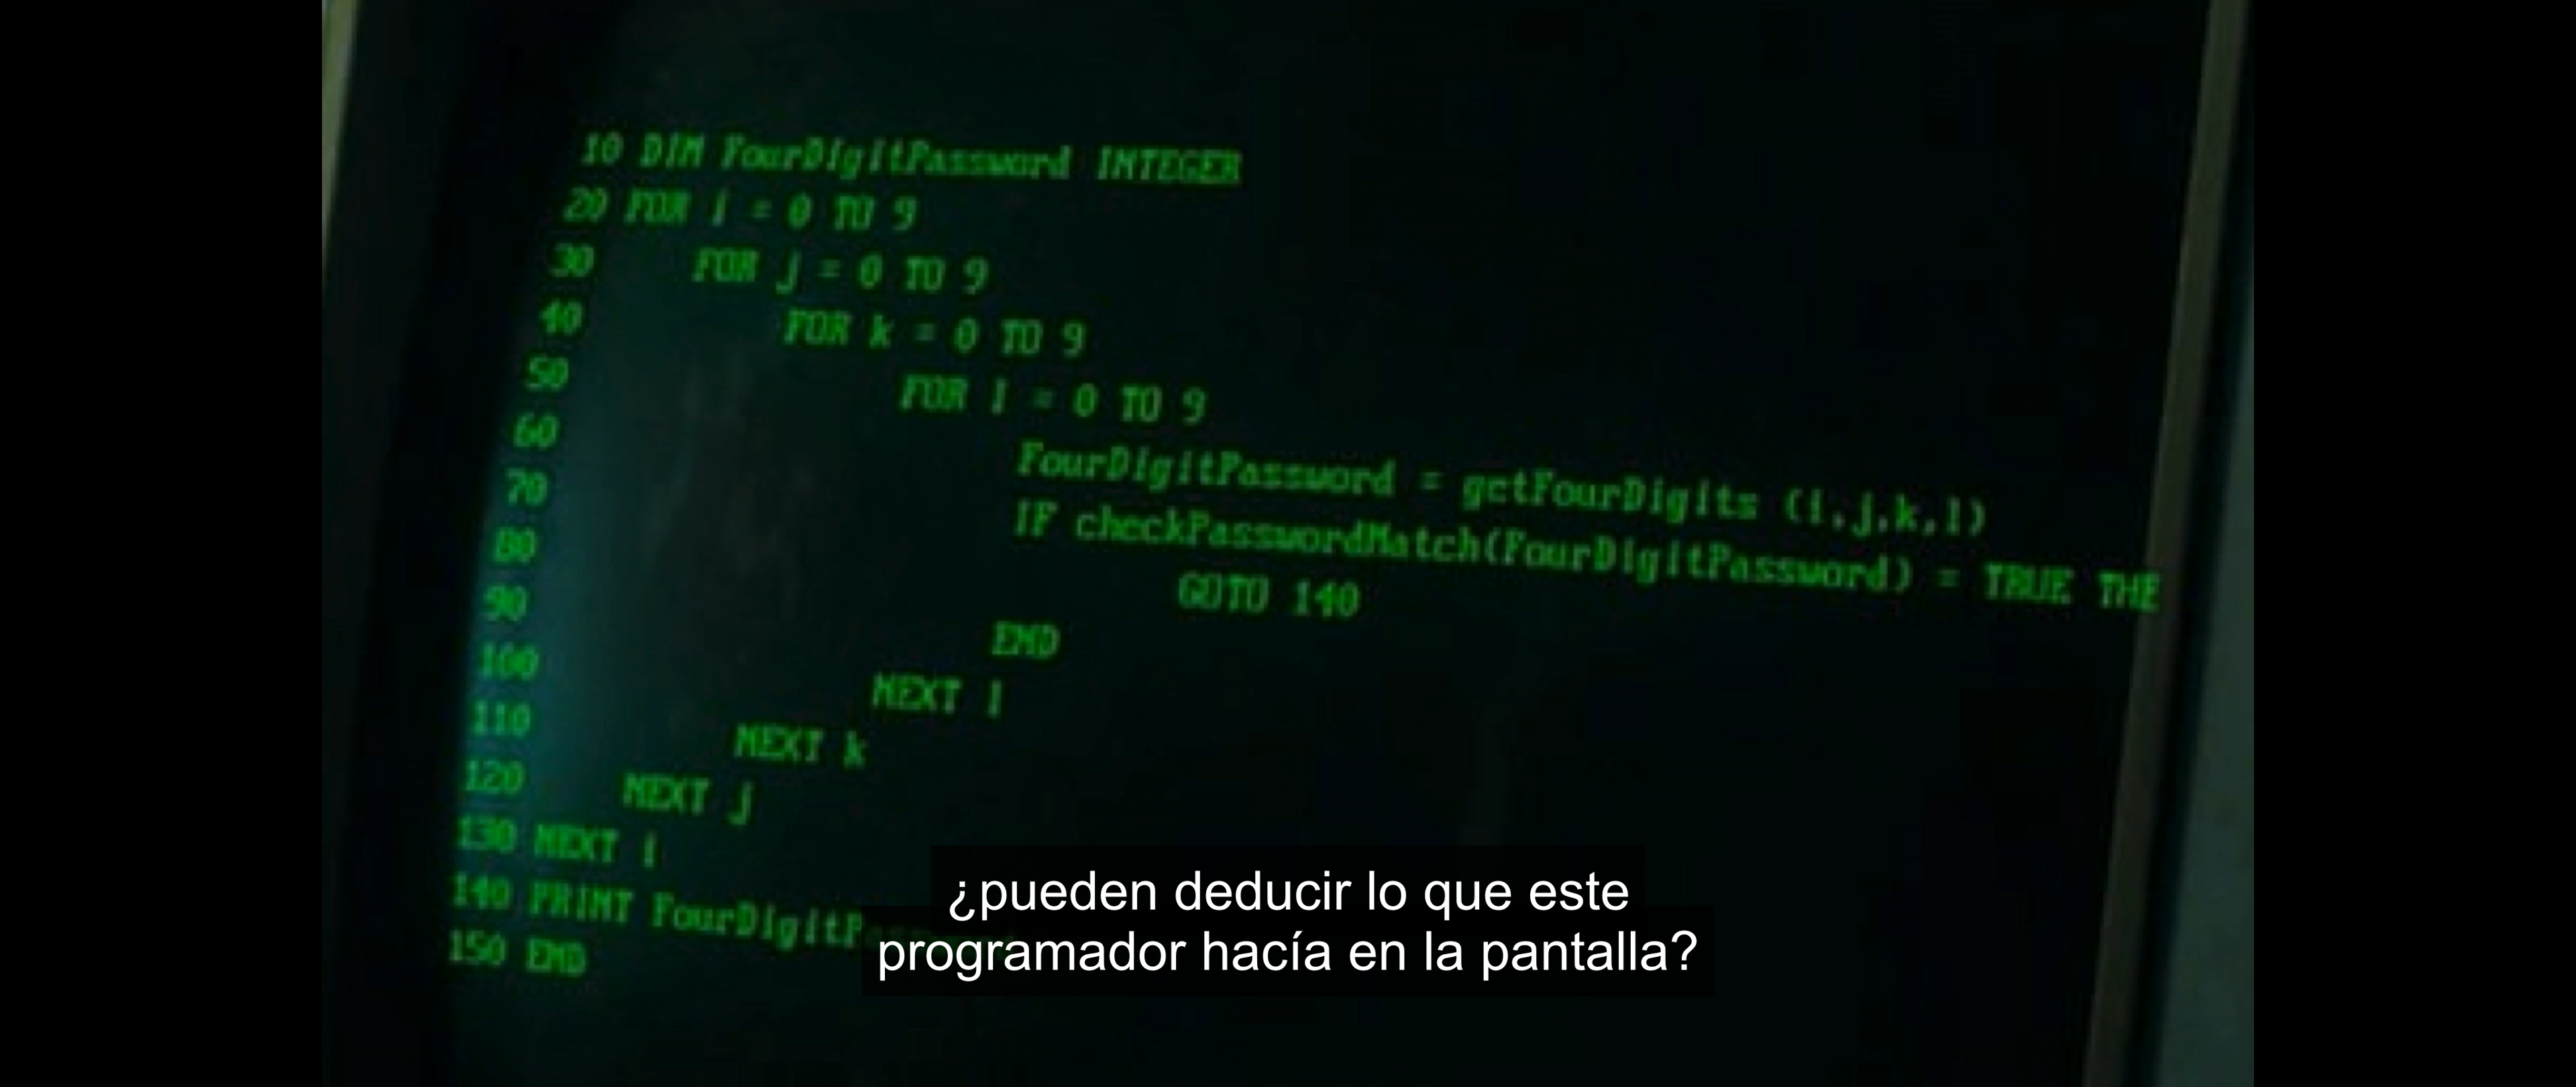 10 DIM FourDigitPassword INTEGER
20 FOR i = 0 TO 9
30 FOR j = 0 TO 9
40 FOR k = 0 TO 9
50 FOR l = 0 TO 9
60 FourDigitPassword = getFourDigits (i,j,k,l)
70 IF checkPasswordMatch(FourDigitPassword) = TRUE THE
80 GOTO 140
90 END
100 NEXT l
110 NEXT k
120 NEXT j
130 NEXT i
140 PRINT FourDigitP
150 END
¿pueden deducir lo que este
programador hacía en la pantalla?